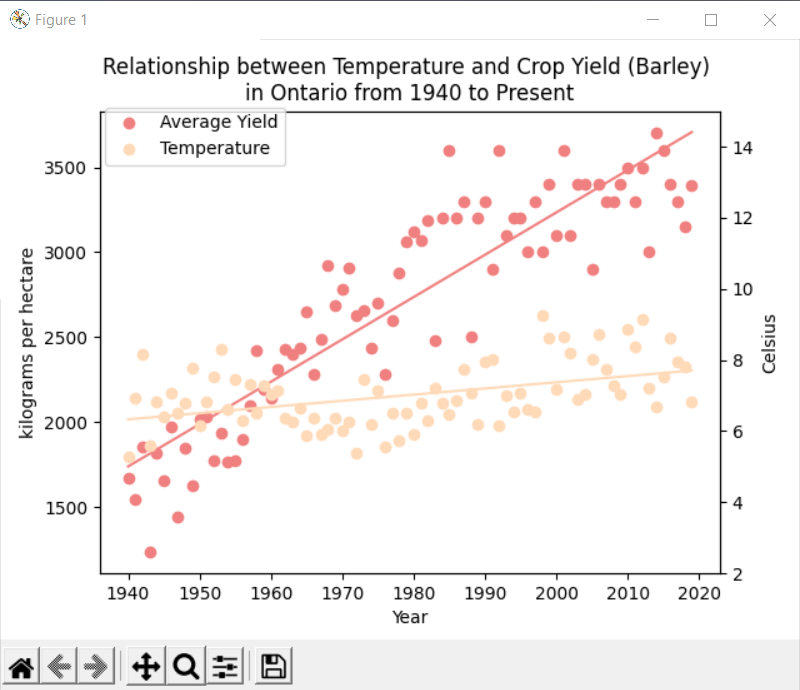 Figure 1
Relationship between Temperature and Crop Yield (Barley)
in Ontario from 1940 to Present
Average Yield
Temperature
kilograms per hectare
3500
3000
2500
2000
1500
14
12
10
8
6
4
2
Celsius
1940 1950 1960 1970 1980 1990 2000 2010 2020
Year